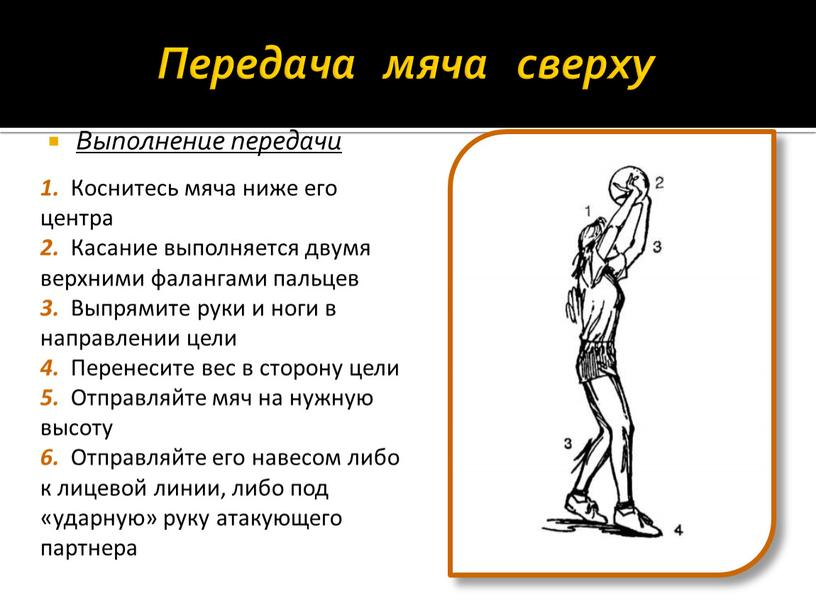 Передача мяча сверху
Выполнение передачи
1. Коснитесь мяча ниже его
центра
2. Касание выполняется двумя
верхними фалангами пальцев
3. Выпрямите руки и ноги в
направлении цели
4. Перенесите вес в сторону цели
5. Отправляйте мяч на нужную
высоту
6. Отправляйте его навесом либо
к лицевой линии, либо под
«ударную» руку атакующего
партнера
2
1
3
3
4